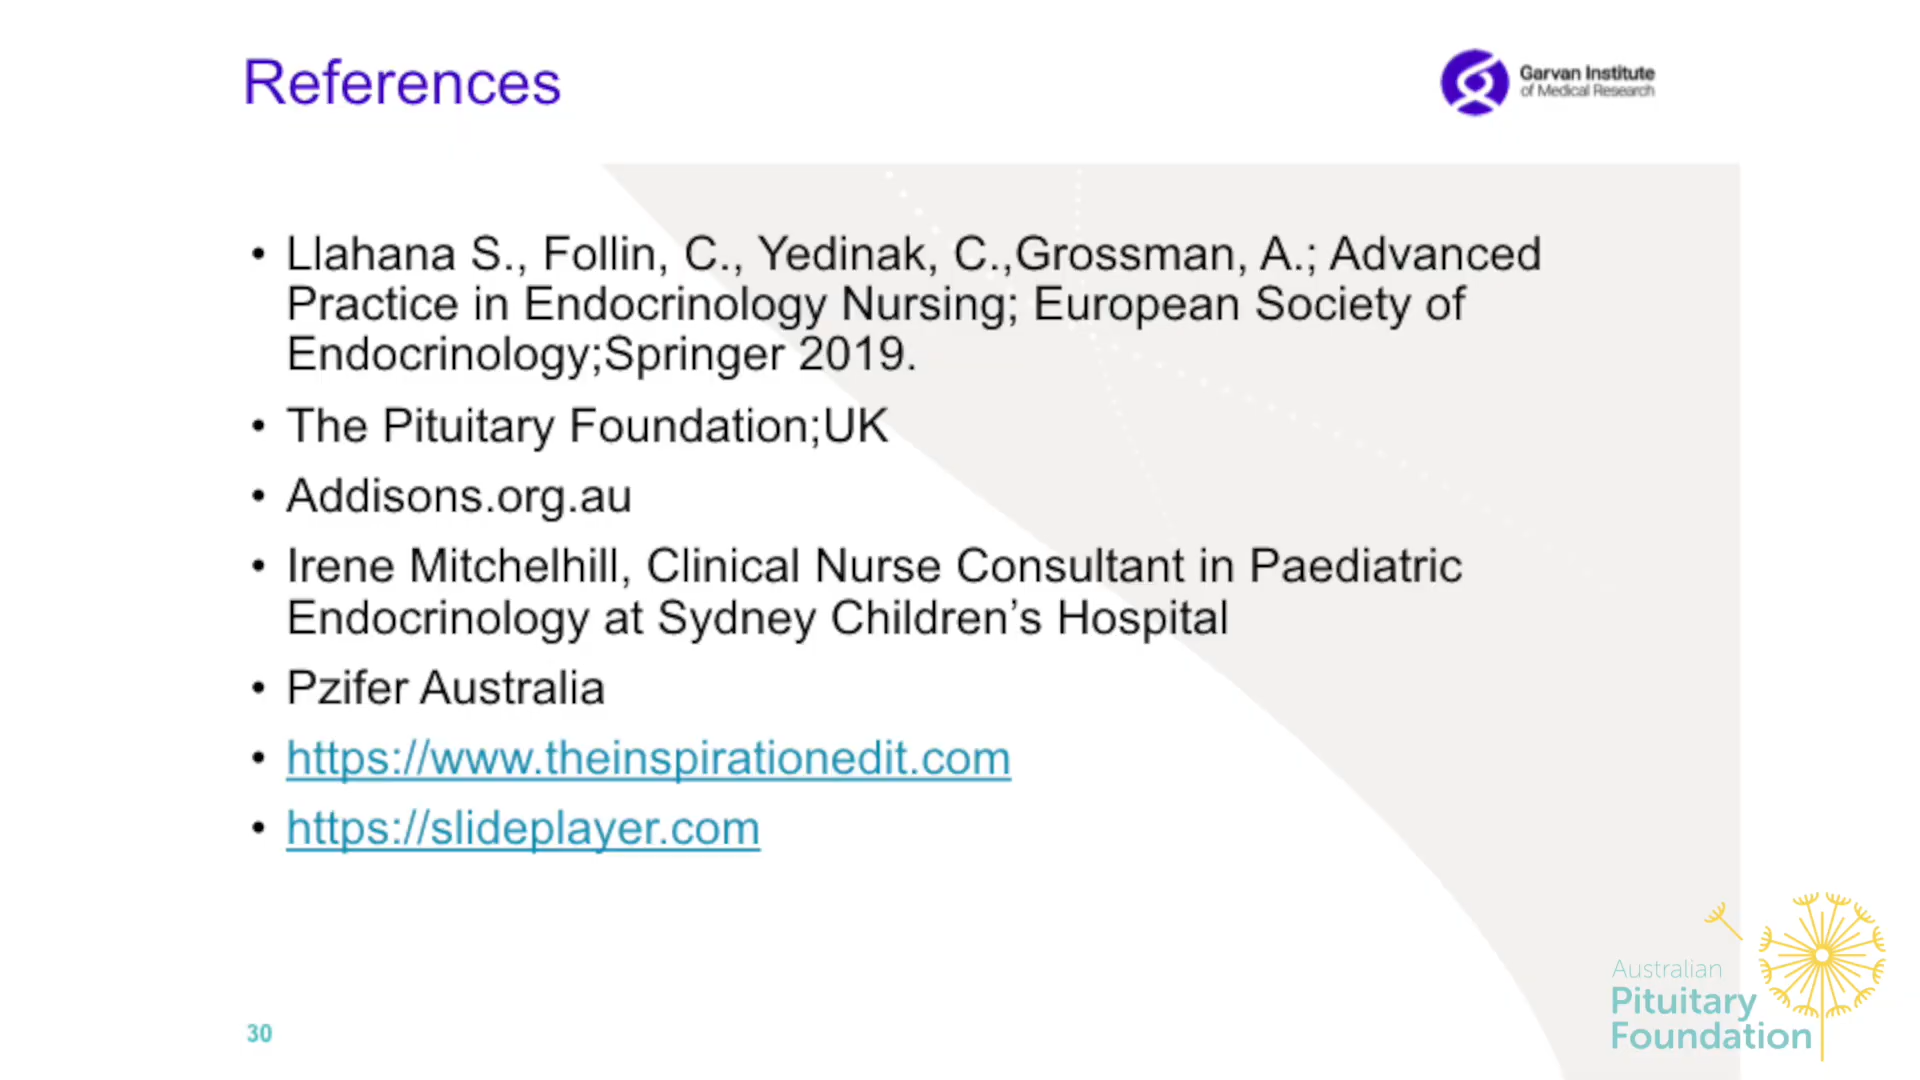 References
Garvan Institute
of Medical Research
• Llahana S., Follin, C., Yedinak, C.,Grossman, A.; Advanced
Practice in Endocrinology Nursing; European Society of
Endocrinology;Springer 2019.
• The Pituitary Foundation;UK
• Addisons.org.au
• Irene Mitchelhill, Clinical Nurse Consultant in Paediatric
Endocrinology at Sydney Children’s Hospital
• Pzifer Australia
• https://www.theinspirationedit.com
• https://slideplayer.com
30
Australian
Pituitary
Foundation